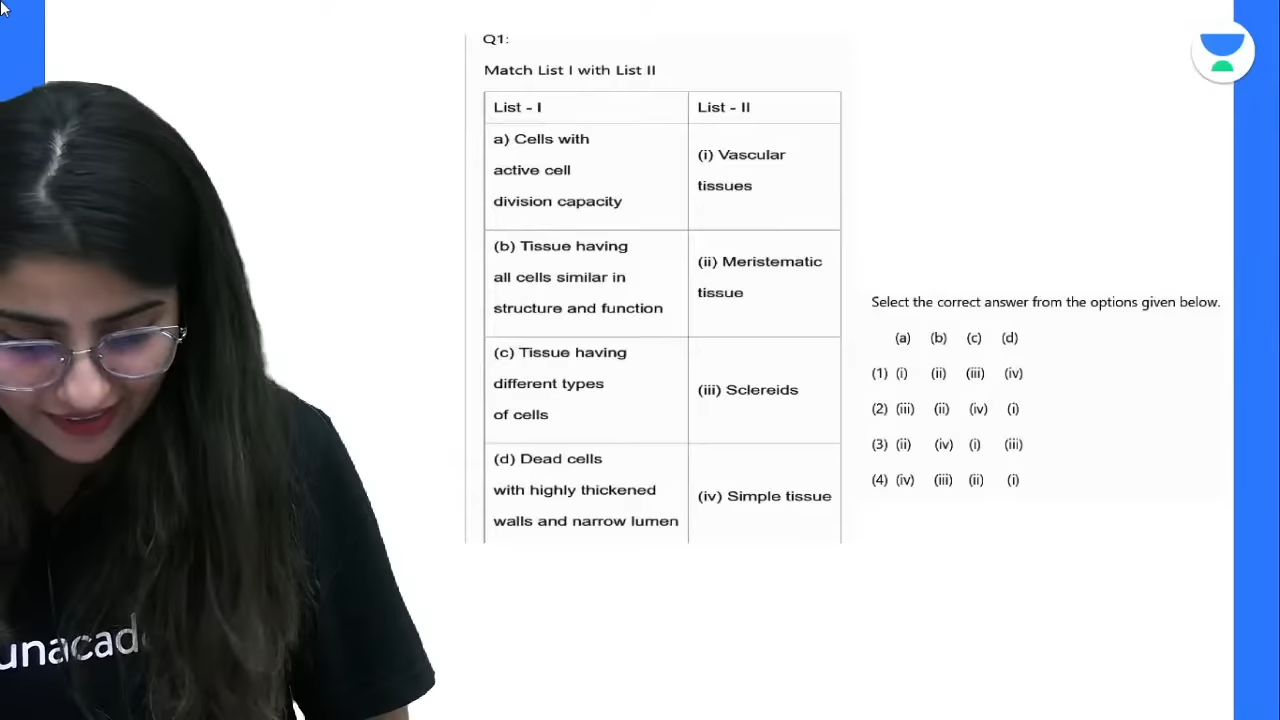 Q1:
Match List I with List II
List - I
List - II
a) Cells with
active cell
division capacity
(i) Vascular
tissues
(b) Tissue having
all cells similar in
structure and function
(ii) Meristematic
tissue
(c) Tissue having
different types
of cells
(iii) Sclereids
(d) Dead cells
with highly thickened
walls and narrow lumen
(iv) Simple tissue
Select the correct answer from the options given below.
(a) (b) (c) (d)
(1) (i) (ii) (iii) (iv)
(2) (iii) (ii) (iv) (i)
(3) (ii) (iv) (i) (iii)
(4) (iv) (iii) (ii) (i)
unacad